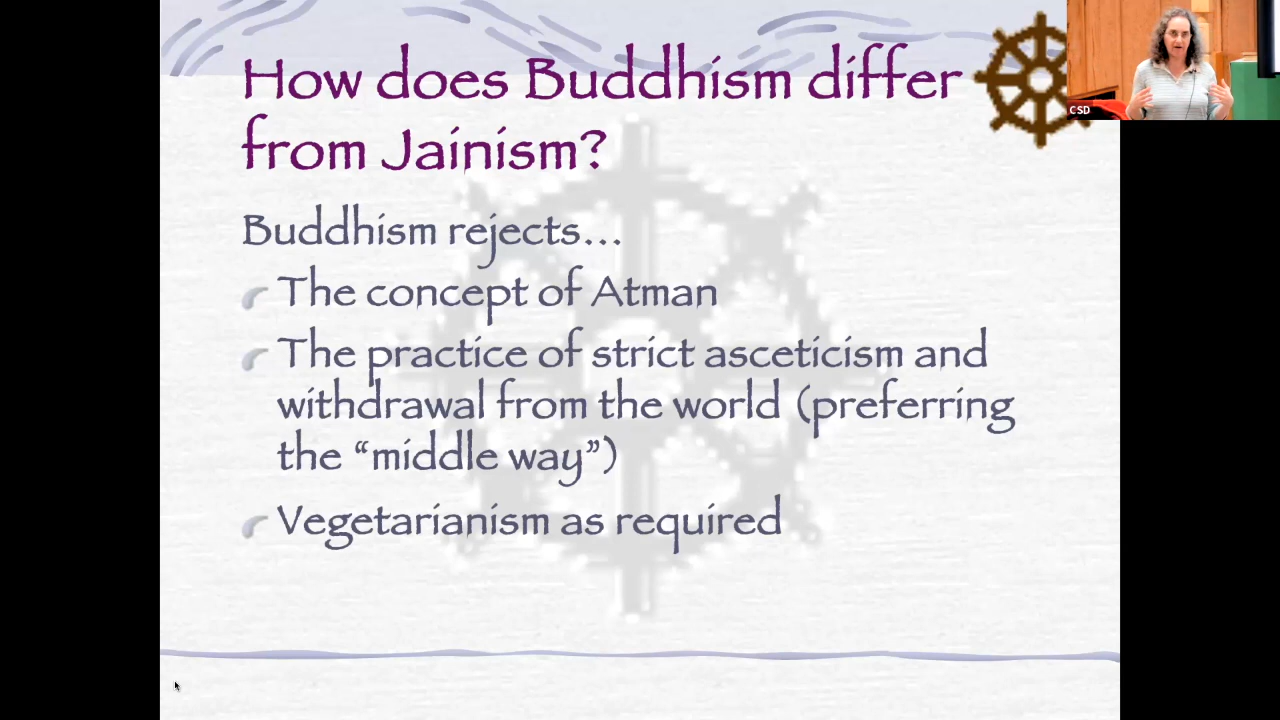 How does Buddhism differ
from Jainism?
Buddhism rejects...
The concept of Atman
The practice of strict asceticism and
withdrawal from the world (preferring
the “middle way”)
Vegetarianism as required
CSD